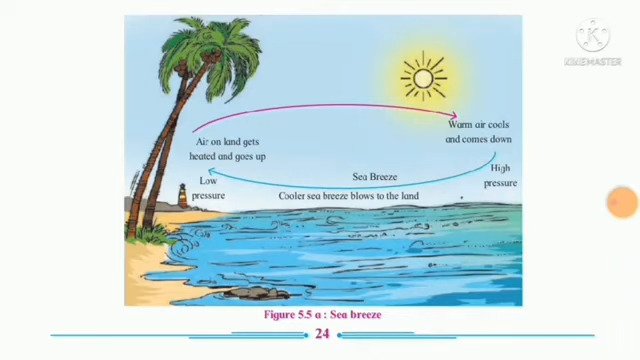 KINEMASTER
Air on land gets
heated and goes up
Warm air cools
and comes down
Low
pressure
Sea Breeze
High
pressure
Cooler sea breeze blows to the land
Figure 5.5 a : Sea breeze
24